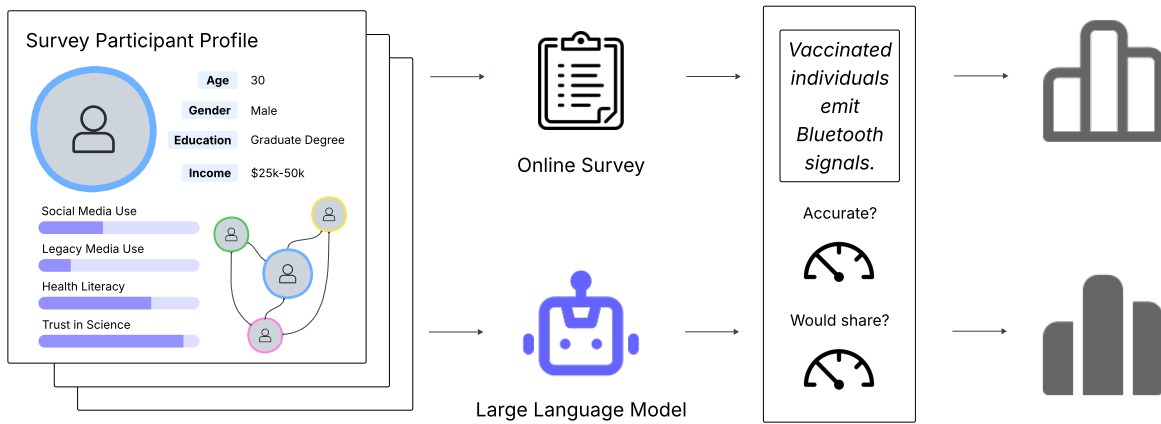 Survey Participant Profile
Age 30
Gender Male
Education Graduate Degree
Income $25k-50k
Social Media Use
Legacy Media Use
Health Literacy
Trust in Science
Online Survey
Large Language Model
Vaccinated
individuals
emit
Bluetooth
signals.
Accurate?
Would share?